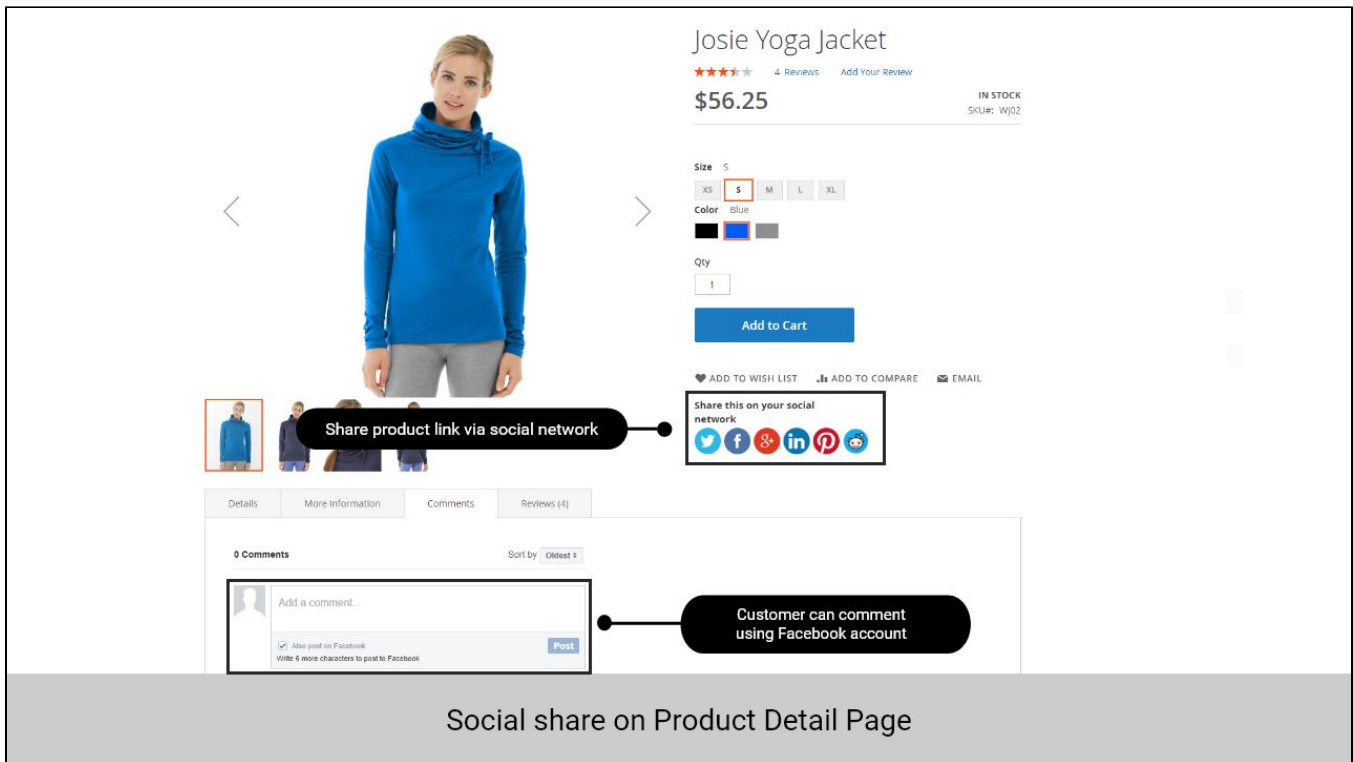 Josie Yoga Jacket
4 Reviews Add Your Review
$56.25
IN STOCK
SKU#: WJ02
Size S
XS S M L XL
Color Blue
Qty
1
Add to Cart
ADD TO WISH LIST ADD TO COMPARE EMAIL
Share this on your social
network
Share product link via social network
Details More Information Comments Reviews (4)
0 Comments Sort by Oldest
Add a comment...
Also post on Facebook Post
Write 6 more characters to post to Facebook
Customer can comment
using Facebook account
Social share on Product Detail Page